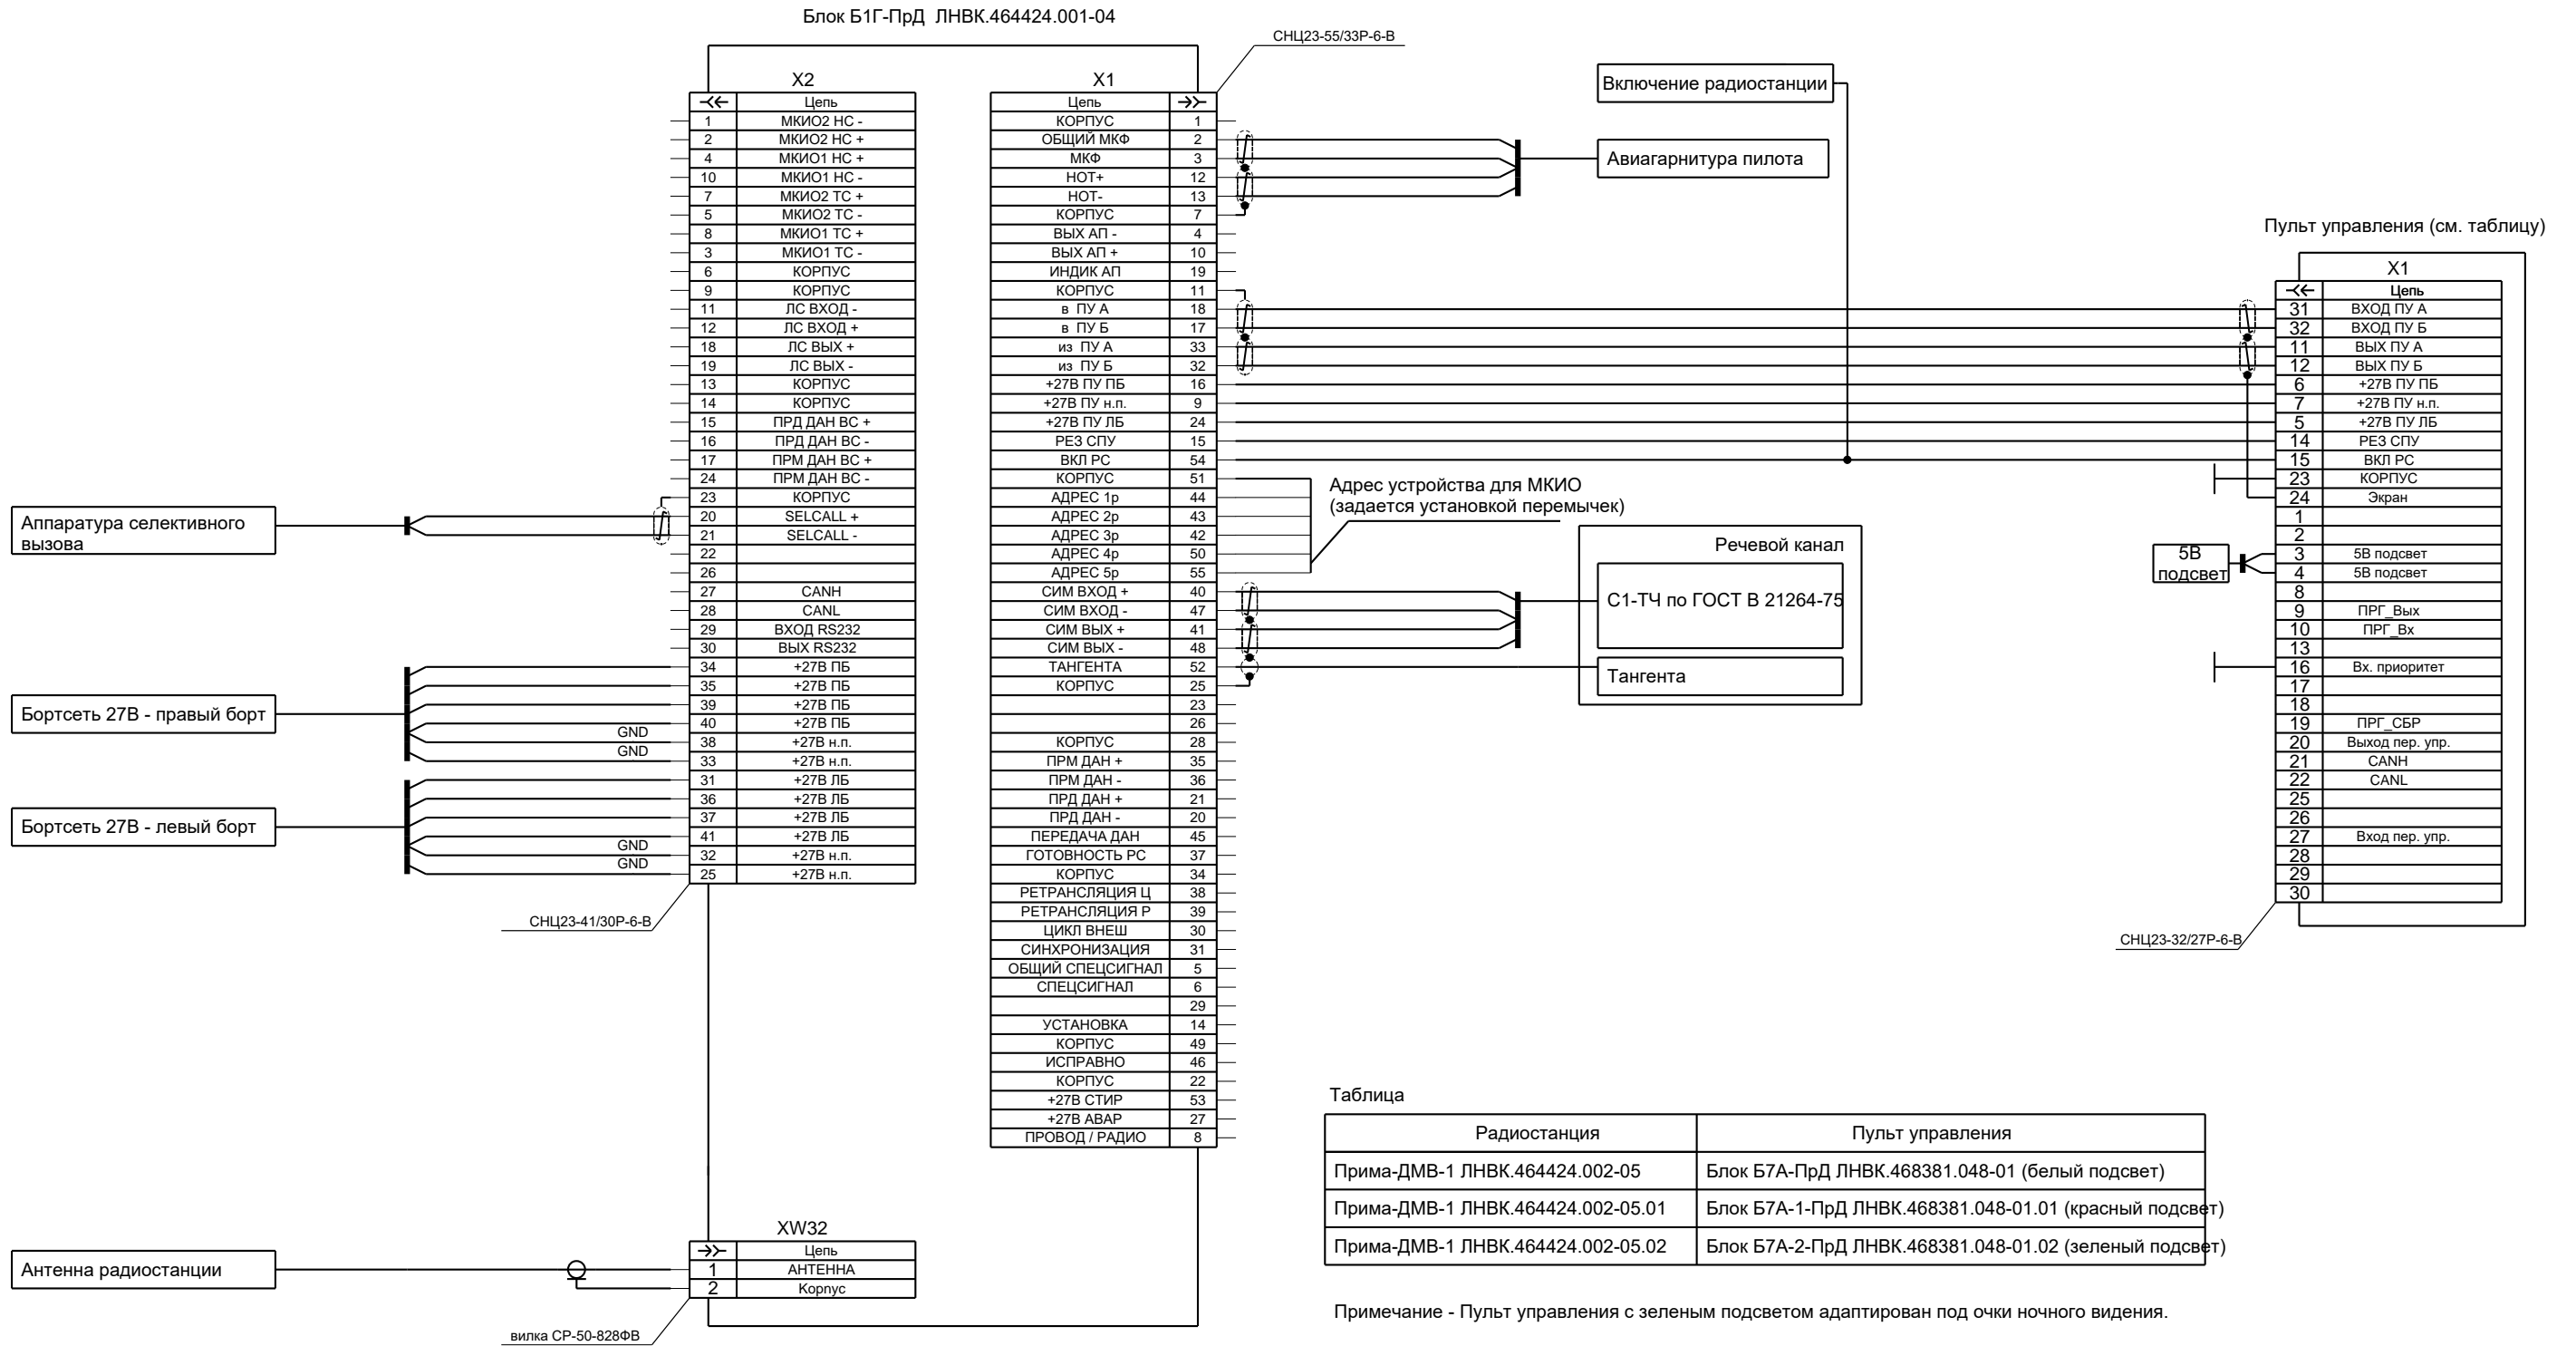 Блок Б1Г-ПрД ЛНВК.464424.001-04
СНЦ23-55/33Р-6-В
X2
Цепь
1 МКИО2 НС -
2 МКИО2 НС +
4 МКИО1 НС +
10 МКИО1 НС -
7 МКИО2 ТС +
5 МКИО2 ТС -
8 МКИО1 ТС +
3 МКИО1 ТС -
6 КОРПУС
9 КОРПУС
11 ЛС ВХОД -
12 ЛС ВХОД +
18 ЛС ВЫХ +
19 ЛС ВЫХ -
13 КОРПУС
14 КОРПУС
15 ПРД ДАН ВС +
16 ПРД ДАН ВС -
17 ПРМ ДАН ВС +
24 ПРМ ДАН ВС -
23 КОРПУС
20 SELCALL +
21 SELCALL -
22
26
27 CANH
28 CANL
29 ВХОД RS232
30 ВЫХ RS232
34 +27В ПБ
35 +27В ПБ
39 +27В ПБ
40 +27В ПБ
GND
38 +27В н.п.
GND
33 +27В н.п.
31 +27В ЛБ
36 +27В ЛБ
37 +27В ЛБ
41 +27В ЛБ
GND
32 +27В н.п.
GND
25 +27В н.п.
СНЦ23-41/30Р-6-В
Аппаратура селективного
вызова
Бортсеть 27В - правый борт
Бортсеть 27В - левый борт
X1
Цепь
КОРПУС 1
ОБЩИЙ МКФ 2
МКФ 3
НОТ+ 12
НОТ- 13
КОРПУС 7
ВЫХ АП - 4
ВЫХ АП + 10
ИНДИК АП 19
КОРПУС 11
в ПУ А 18
в ПУ Б 17
из ПУ А 33
из ПУ Б 32
+27В ПУ ПБ 16
+27В ПУ н.п. 9
+27В ПУ ЛБ 24
РЕЗ СПУ 15
ВКЛ РС 54
КОРПУС 51
АДРЕС 1р 44
АДРЕС 2р 43
АДРЕС 3р 42
АДРЕС 4р 50
АДРЕС 5р 55
СИМ ВХОД + 40
СИМ ВХОД - 47
СИМ ВЫХ + 41
СИМ ВЫХ - 48
ТАНГЕНТА 52
КОРПУС 25
23
26
КОРПУС 28
ПРМ ДАН + 35
ПРМ ДАН - 36
ПРД ДАН + 21
ПРД ДАН - 20
ПЕРЕДАЧА ДАН 45
ГОТОВНОСТЬ РС 37
КОРПУС 34
РЕТРАНСЛЯЦИЯ Ц 38
РЕТРАНСЛЯЦИЯ Р 39
ЦИКЛ ВНЕШ 30
СИНХРОНИЗАЦИЯ 31
ОБЩИЙ СПЕЦСИГНАЛ 5
СПЕЦСИГНАЛ 6
29
УСТАНОВКА 14
КОРПУС 49
ИСПРАВНО 46
КОРПУС 22
+27В СТИР 53
+27В АВАР 27
ПРОВОД / РАДИО 8
Включение радиостанции
Авиагарнитура пилота
Адрес устройства для МКИО
(задается установкой перемычек)
Речевой канал
С1-ТЧ по ГОСТ В 21264-75
Тангента
Пульт управления (см. таблицу)
X1
Цепь
31 ВХОД ПУ А
32 ВХОД ПУ Б
11 ВЫХ ПУ А
12 ВЫХ ПУ Б
6 +27В ПУ ПБ
7 +27В ПУ н.п.
5 +27В ПУ ЛБ
14 РЕЗ СПУ
15 ВКЛ РС
23 КОРПУС
24 Экран
1
2
3 5В подсвет
4 5В подсвет
8
9 ПРГ_Вых
10 ПРГ_Вх
13
16 Вх. приоритет
17
18
19 ПРГ_СБР
20 Выход пер. упр.
21 CANH
22 CANL
25
26
27 Вход пер. упр.
28
29
30
5В
подсвет
СНЦ23-32/27Р-6-В
XW32
Цепь
1 АНТЕННА
2 Корпус
Антенна радиостанции
вилка СР-50-828ФВ
Таблица
Радиостанция Пульт управления
Прима-ДМВ-1 ЛНВК.464424.002-05 Блок Б7А-ПрД ЛНВК.468381.048-01 (белый подсвет)
Прима-ДМВ-1 ЛНВК.464424.002-05.01 Блок Б7А-1-ПрД ЛНВК.468381.048-01.01 (красный подсвет)
Прима-ДМВ-1 ЛНВК.464424.002-05.02 Блок Б7А-2-ПрД ЛНВК.468381.048-01.02 (зеленый подсвет)
Примечание - Пульт управления с зеленым подсветом адаптирован под очки ночного видения.